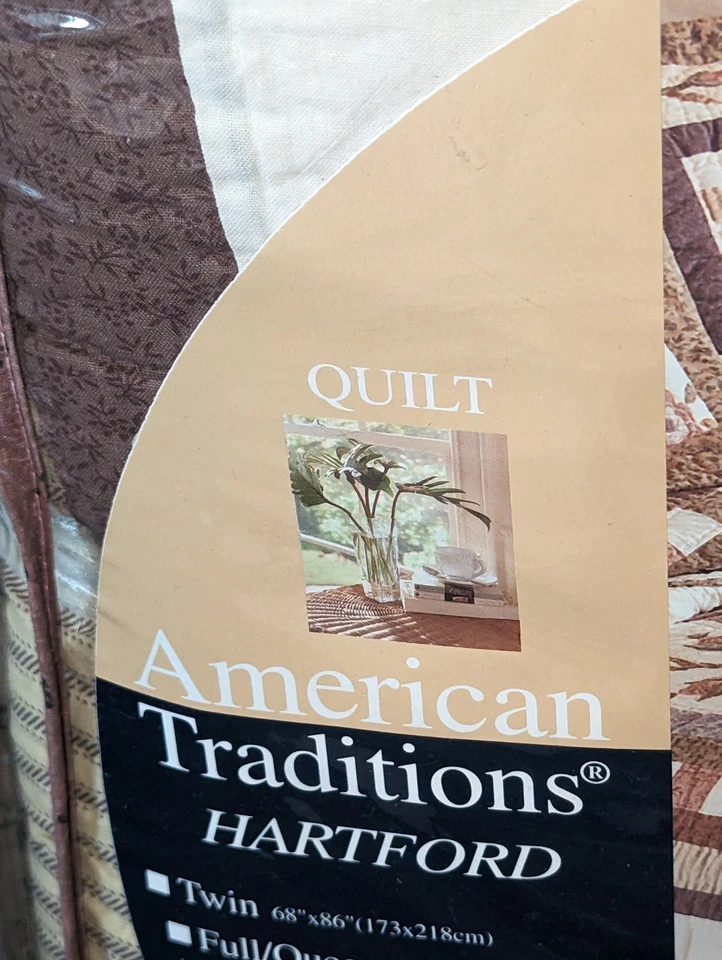 QUILT
American
Traditions®
HARTFORD
Twin 68"x86"(173x218cm)